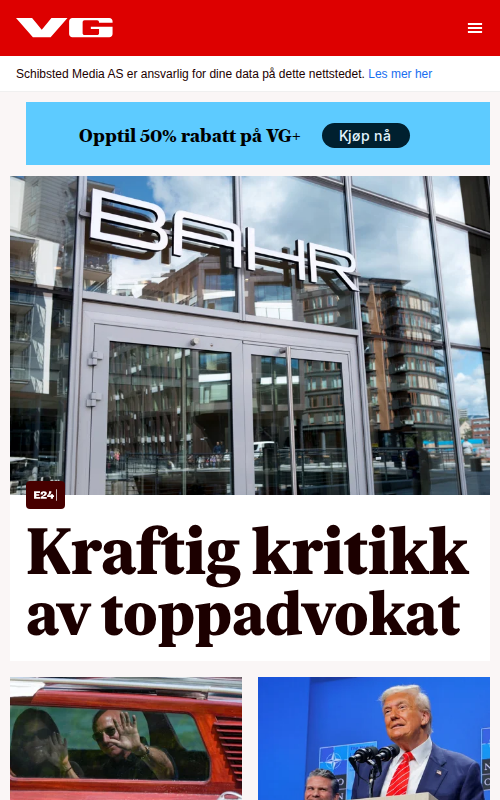 VG
Schibsted Media AS er ansvarlig for dine data på dette nettstedet. Les mer her
Opptil 50% rabatt på VG+
Kjøp nå
BAHR
E24
Kraftig kritikk
av toppadvokat